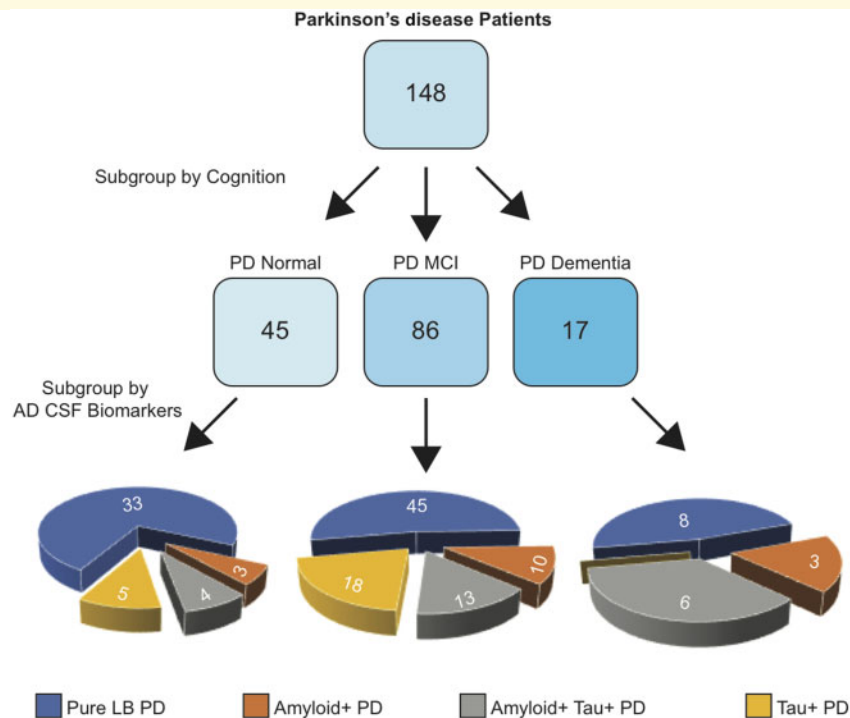 Parkinson's disease Patients
148
Subgroup by Cognition
PD Normal PD MCI PD Dementia
45 86 17
Subgroup by
AD CSF Biomarkers
33 5 4 3
45 18 13 10
8 6 3
Pure LB PD Amyloid+ PD Amyloid+ Tau+ PD Tau+ PD